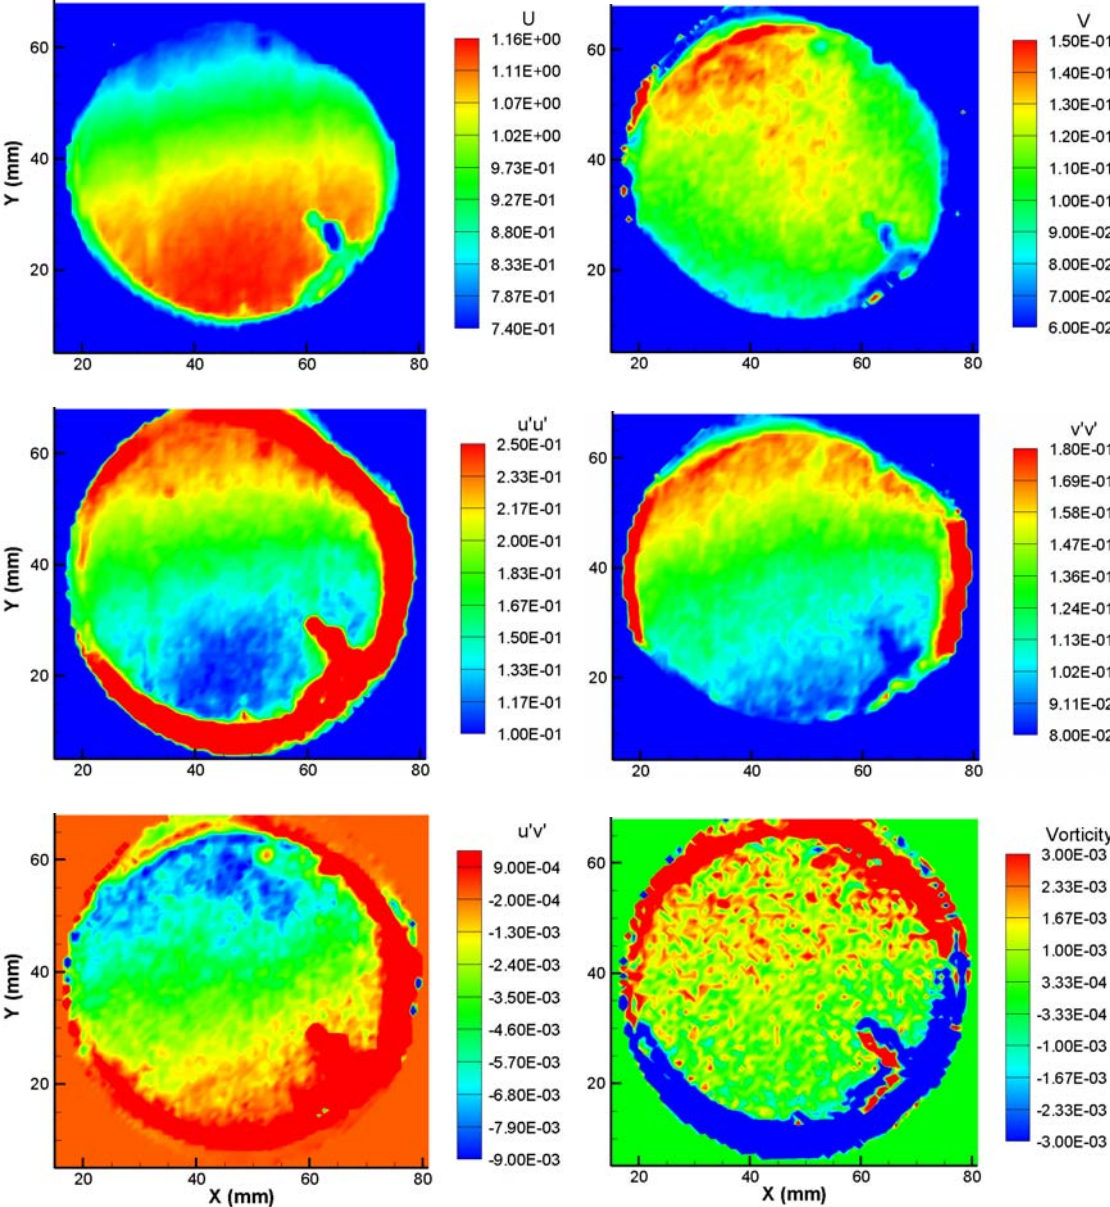 U
1.16E+00
1.11E+00
1.07E+00
1.02E+00
9.73E-01
9.27E-01
8.80E-01
8.33E-01
7.87E-01
7.40E-01
60
40
20
Y (mm)
20 40 60 80
V
1.50E-01
1.40E-01
1.30E-01
1.20E-01
1.10E-01
1.00E-01
9.00E-02
8.00E-02
7.00E-02
6.00E-02
60
40
20
20 40 60 80
u'u'
2.50E-01
2.33E-01
2.17E-01
2.00E-01
1.83E-01
1.67E-01
1.50E-01
1.33E-01
1.17E-01
1.00E-01
60
40
20
Y (mm)
20 40 60 80
v'v'
1.80E-01
1.69E-01
1.58E-01
1.47E-01
1.36E-01
1.24E-01
1.13E-01
1.02E-01
9.11E-02
8.00E-02
60
40
20
20 40 60 80
u'v'
9.00E-04
-2.00E-04
-1.30E-03
-2.40E-03
-3.50E-03
-4.60E-03
-5.70E-03
-6.80E-03
-7.90E-03
-9.00E-03
60
40
20
Y (mm)
20 40 60 80
X (mm)
Vorticity
3.00E-03
2.33E-03
1.67E-03
1.00E-03
3.33E-04
-3.33E-04
-1.00E-03
-1.67E-03
-2.33E-03
-3.00E-03
60
40
20
20 40 60 80
X (mm)